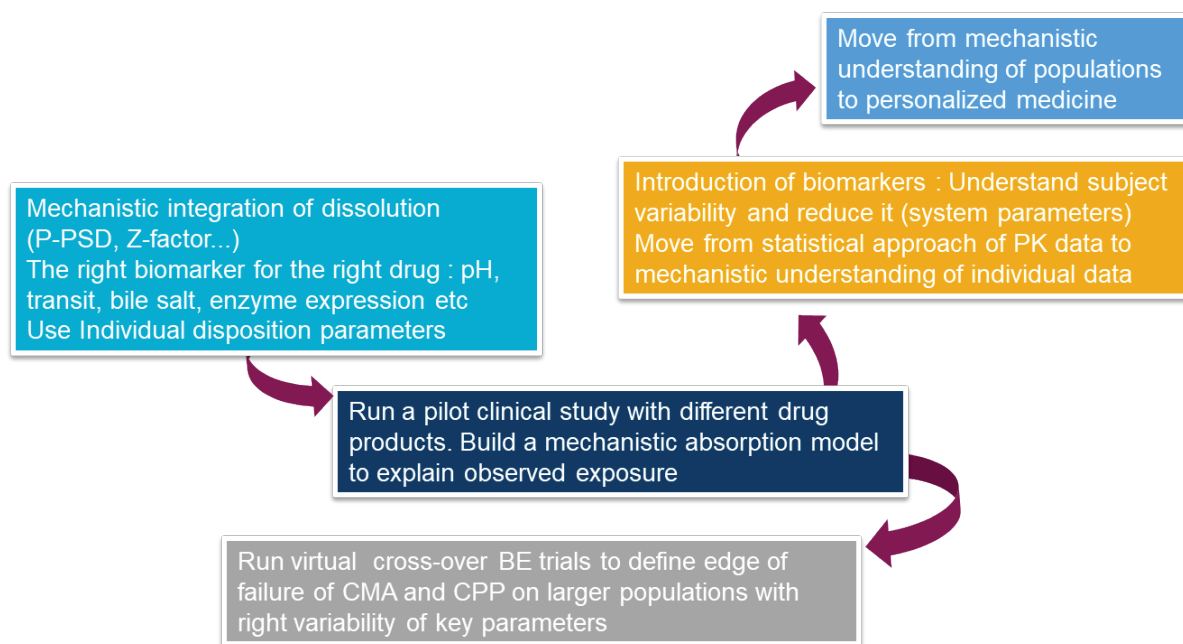 Move from mechanistic
understanding of populations
to personalized medicine
Introduction of biomarkers : Understand subject
variability and reduce it (system parameters)
Move from statistical approach of PK data to
mechanistic understanding of individual data
Mechanistic integration of dissolution
(P-PSD, Z-factor...)
The right biomarker for the right drug : pH,
transit, bile salt, enzyme expression etc
Use Individual disposition parameters
Run a pilot clinical study with different drug
products. Build a mechanistic absorption model
to explain observed exposure
Run virtual cross-over BE trials to define edge of
failure of CMA and CPP on larger populations with
right variability of key parameters